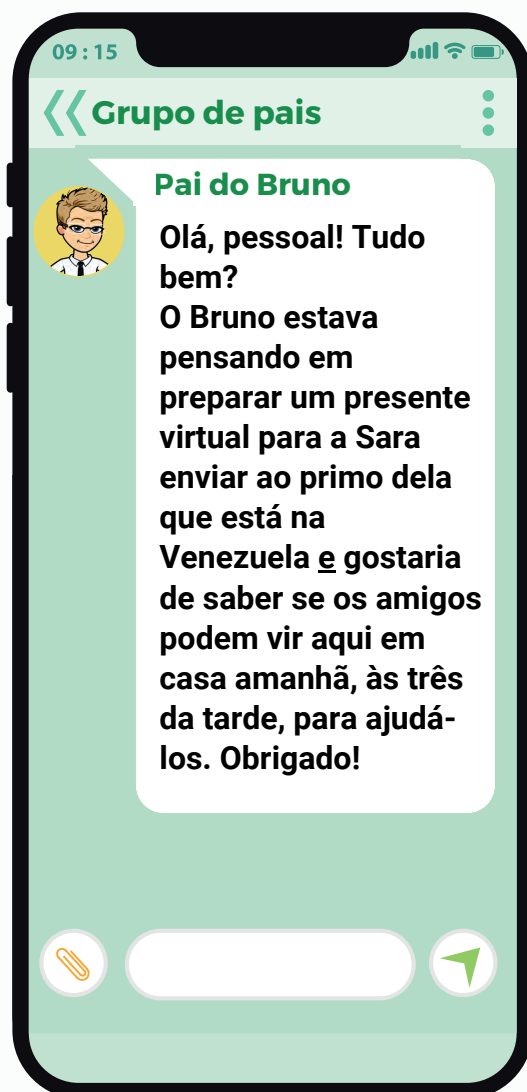 09:15
Grupo de pais
Pai do Bruno
Olá, pessoal! Tudo
bem?
O Bruno estava
pensando em
preparar um presente
virtual para a Sara
enviar ao primo dela
que está na
Venezuela e gostaria
de saber se os amigos
podem vir aqui em
casa amanhã, às três
da tarde, para ajudá-
los. Obrigado!